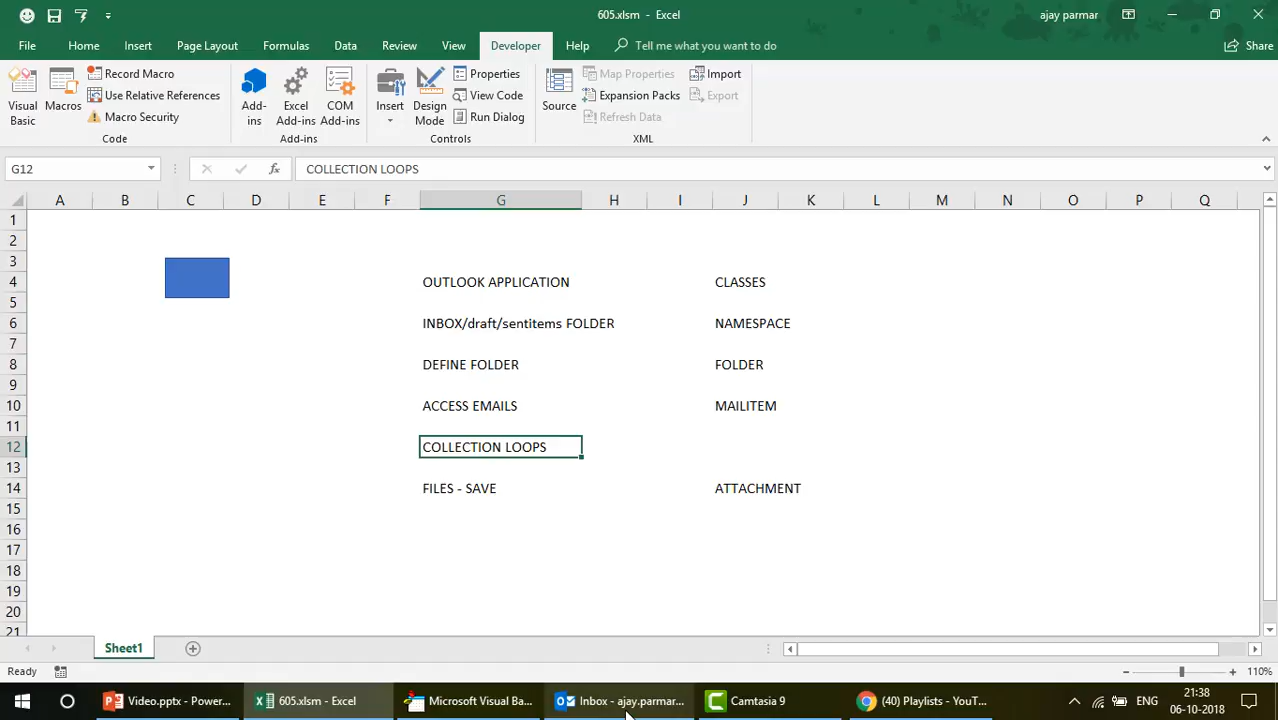 605.xlsm - Excel
ajay parmar
File Home Insert Page Layout Formulas Data Review View Developer Help Tell me what you want to do Share
Visual Basic
Macros
Record Macro
Use Relative References
Macro Security
Code
Add-ins
Excel Add-ins
COM Add-ins
Add-ins
Insert
Design Mode
Properties
View Code
Run Dialog
Controls
Source
Map Properties
Expansion Packs
Refresh Data
Import
Export
XML
G12
fx
COLLECTION LOOPS
A B C D E F G H I J K L M N O P Q
1
2
3
4 OUTLOOK APPLICATION CLASSES
5
6 INBOX/draft/sentitems FOLDER NAMESPACE
7
8 DEFINE FOLDER FOLDER
9
10 ACCESS EMAILS MAILITEM
11
12 COLLECTION LOOPS
13
14 FILES - SAVE ATTACHMENT
15
16
17
18
19
20
21
Sheet1
Ready
110%
Video.pptx - Power... 605.xlsm - Excel Microsoft Visual Ba... Inbox - ajay.parmar... Camtasia 9 (40) Playlists - YouT... ENG 21:38
06-10-2018